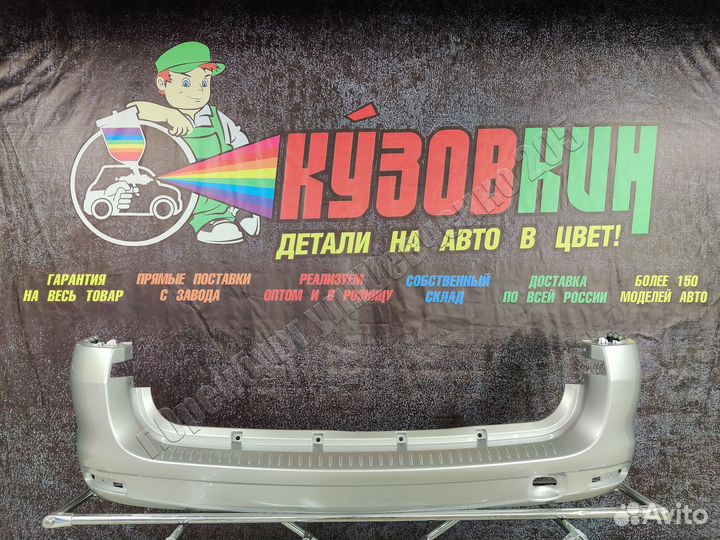 КУЗОВКИН
ДЕТАЛИ НА АВТО В ЦВЕТ!
ГАРАНТИЯ
НА ВЕСЬ ТОВАР
ПРЯМЫЕ ПОСТАВКИ
С ЗАВОДА
РЕАЛИЗУЕМ
ОПТОМ И В РОЗНИЦУ
СОБСТВЕННЫЙ
СКЛАД
ДОСТАВКА
ПО ВСЕЙ РОССИИ
БОЛЕЕ 150
МОДЕЛЕЙ АВТО
Avito